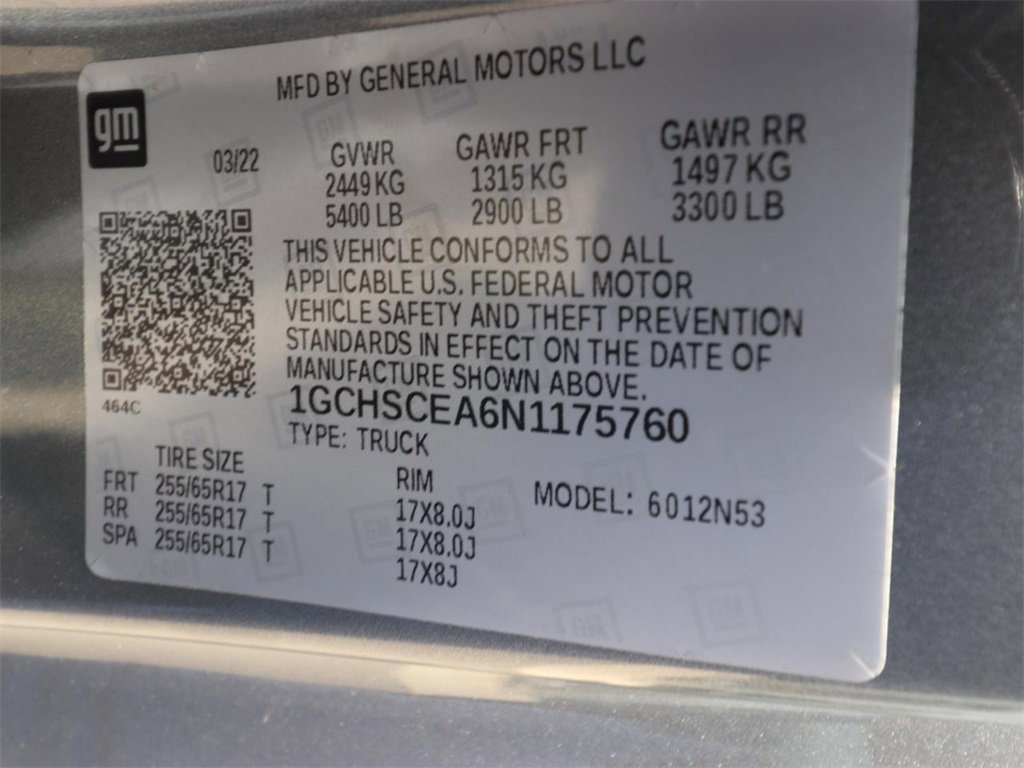 MFD BY GENERAL MOTORS LLC
gm
03/22
GVWR GAWR FRT GAWR RR
2449 KG 1315 KG 1497 KG
5400 LB 2900 LB 3300 LB
THIS VEHICLE CONFORMS TO ALL
APPLICABLE U.S. FEDERAL MOTOR
VEHICLE SAFETY AND THEFT PREVENTION
STANDARDS IN EFFECT ON THE DATE OF
MANUFACTURE SHOWN ABOVE.
464C
1GCHSCEA6N1175760
TYPE: TRUCK
TIRE SIZE RIM MODEL: 6012N53
FRT 255/65R17 T 17X8.0J
RR 255/65R17 T 17X8.0J
SPA 255/65R17 T 17X8J